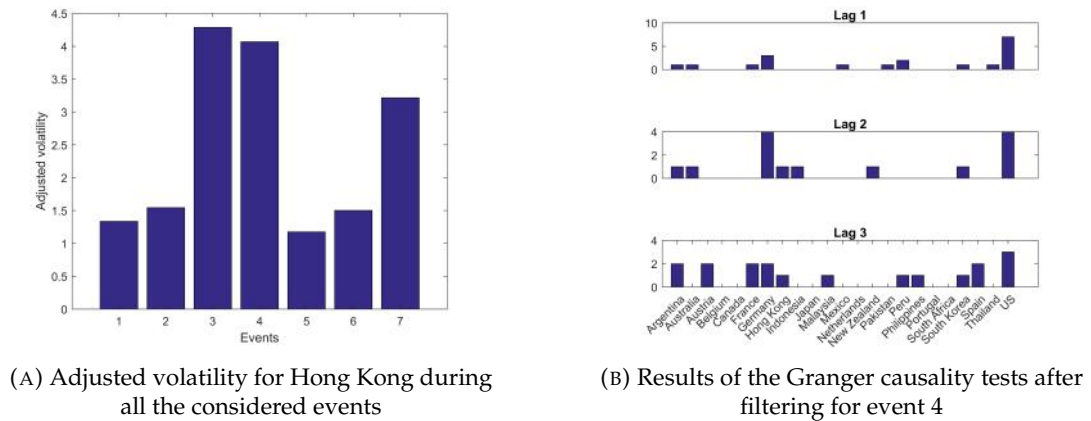 4.5
4
3.5
3
2.5
2
1.5
1
0.5
0
Adjusted volatility
1 2 3 4 5 6 7
Events
Lag 1
10
5
0
Lag 2
4
2
0
Lag 3
4
2
0
Argentina
Australia
Austria
Belgium
Canada
France
Germany
Hong Kong
Indonesia
Japan
Malaysia
Mexico
Netherlands
New Zealand
Pakistan
Peru
Philippines
Portugal
South Africa
South Korea
Spain
Thailand
US
(A) Adjusted volatility for Hong Kong during
all the considered events
(B) Results of the Granger causality tests after
filtering for event 4